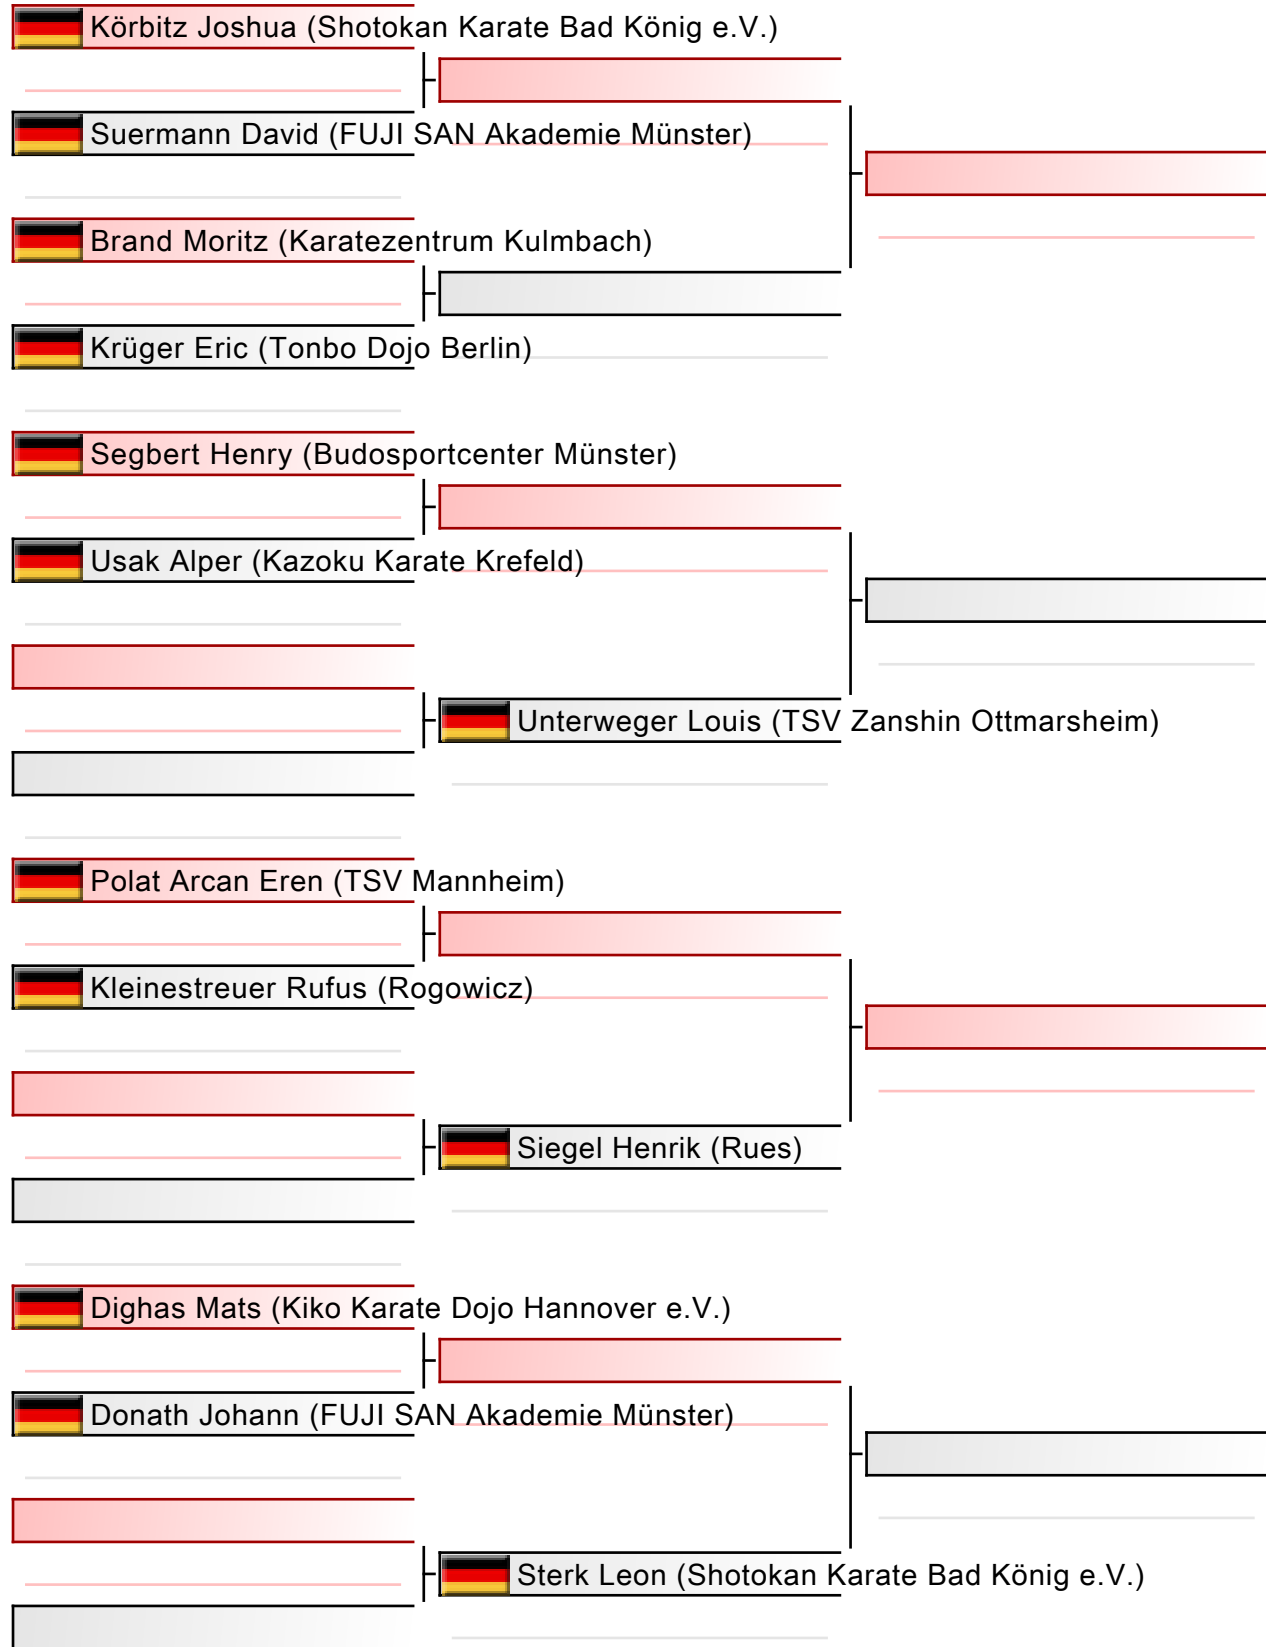 Körbitz Joshua (Shotokan Karate Bad König e.V.)
Suermann David (FUJI SAN Akademie Münster)
Brand Moritz (Karatezentrum Kulmbach)
Krüger Eric (Tonbo Dojo Berlin)
Segbert Henry (Budosportcenter Münster)
Usak Alper (Kazoku Karate Krefeld)
Unterweger Louis (TSV Zanshin Ottmarsheim)
Polat Arcan Eren (TSV Mannheim)
Kleinestreuer Rufus (Rogowicz)
Siegel Henrik (Rues)
Dighas Mats (Kiko Karate Dojo Hannover e.V.)
Donath Johann (FUJI SAN Akademie Münster)
Sterk Leon (Shotokan Karate Bad König e.V.)